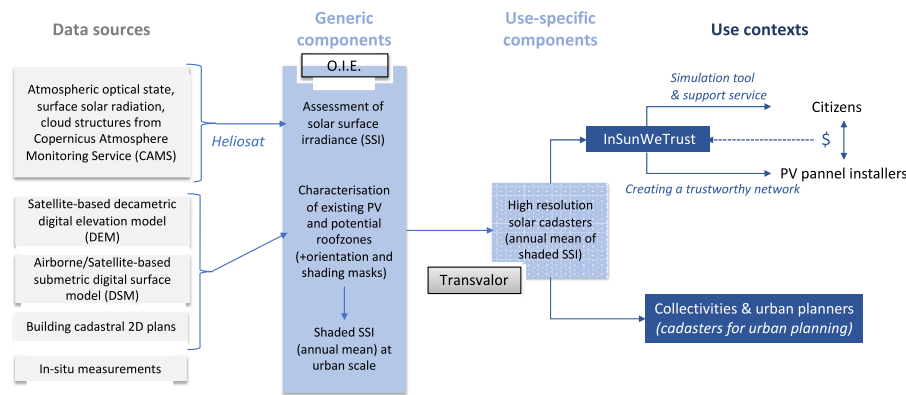 Data sources
Generic
components
Use-specific
components
Use contexts
O.I.E.
Atmospheric optical state,
surface solar radiation,
cloud structures from
Copernicus Atmosphere
Monitoring Service (CAMS)
Heliosat
Assessment of
solar surface
irradiance (SSI)
Simulation tool
& support service
Citizens
InSunWeTrust
$
PV pannel installers
Creating a trustworthy network
Satellite-based decametric
digital elevation model
(DEM)
Airborne/Satellite-based
submetric digital surface
model (DSM)
Building cadastral 2D plans
In-situ measurements
Characterisation
of existing PV
and potential
roofzones
(+orientation and
shading masks)
Shaded SSI
(annual mean) at
urban scale
High resolution
solar cadasters
(annual mean of
shaded SSI)
Transvalor
Collectivities & urban planners
(cadasters for urban planning)